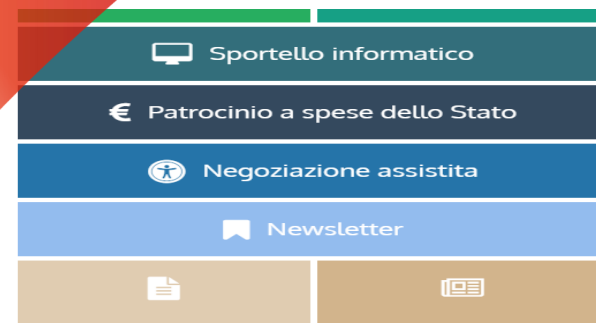 Sportello informatico
€ Patrocinio a spese dello Stato
Negoziazione assistita
Newsletter